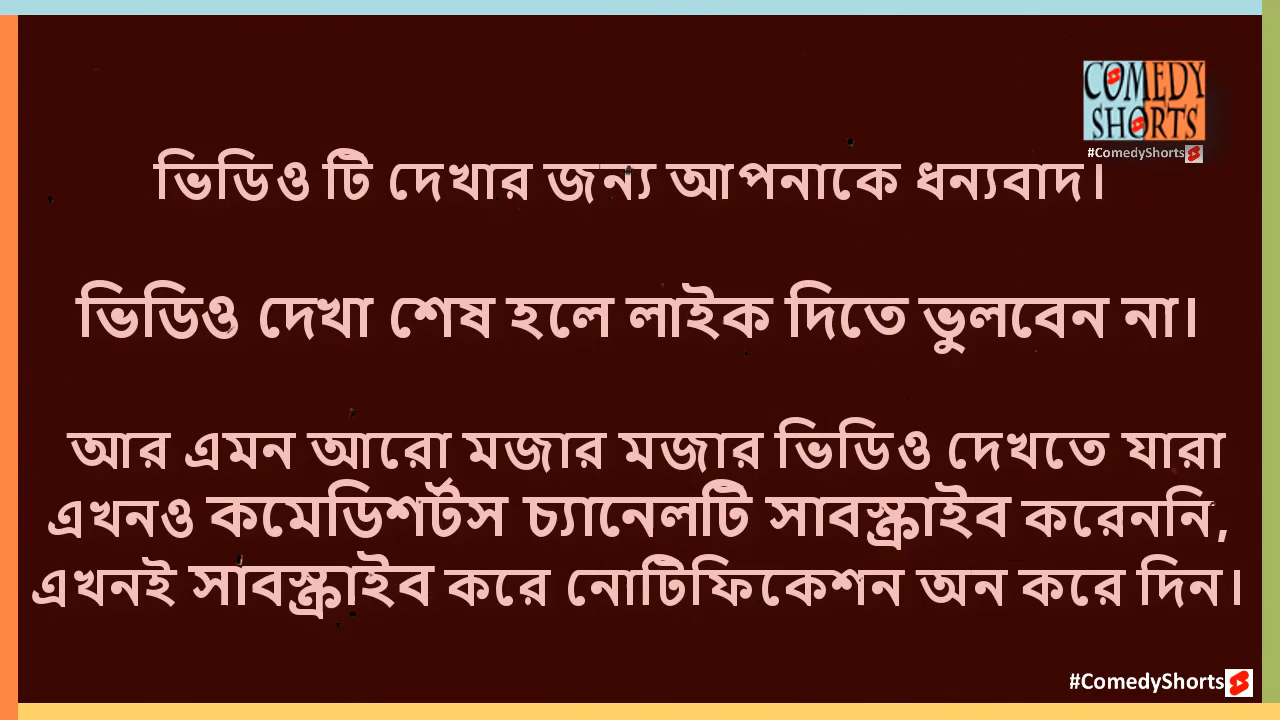 COMEDY
SHORTS
#ComedyShorts
ভিডিও টি দেখার জন্য আপনাকে ধন্যবাদ।
ভিডিও দেখা শেষ হলে লাইক দিতে ভুলবেন না।
আর এমন আরো মজার মজার ভিডিও দেখতে যারা
এখনও কমেডিশর্টস চ্যানেলটি সাবস্ক্রাইব করেননি,
এখনই সাবস্ক্রাইব করে নোটিফিকেশন অন করে দিন।
#ComedyShorts